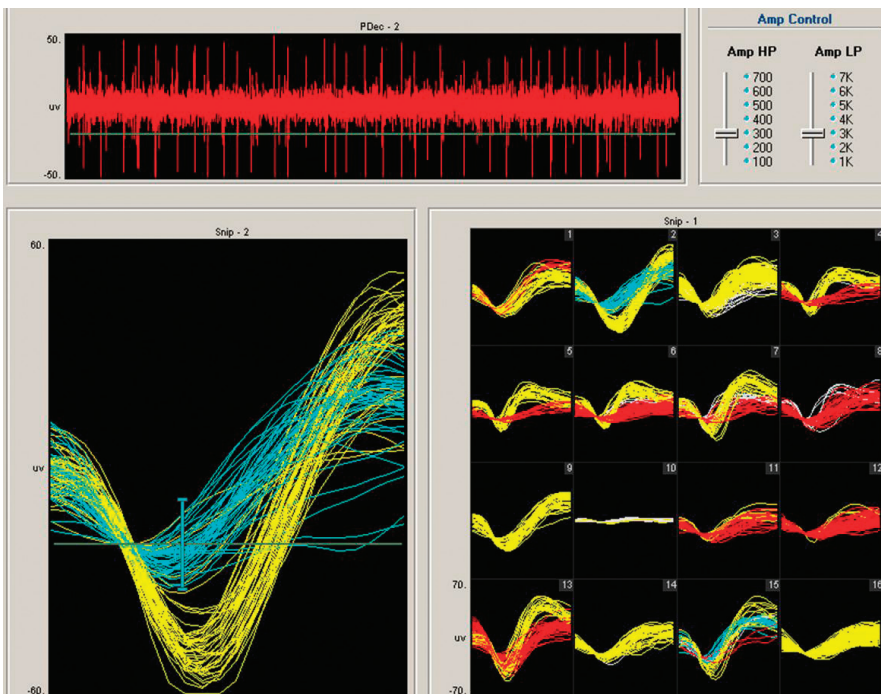 PDec - 2
50.
uv
-50.
Amp Control
Amp HP
Amp LP
700
600
500
400
300
200
100
7K
6K
5K
4K
3K
2K
1K
Snip - 2
60.
uv
-60.
Snip - 1
1
2
3
4
5
6
7
8
9
10
11
12
13
14
15
16
70.
uv
-70.